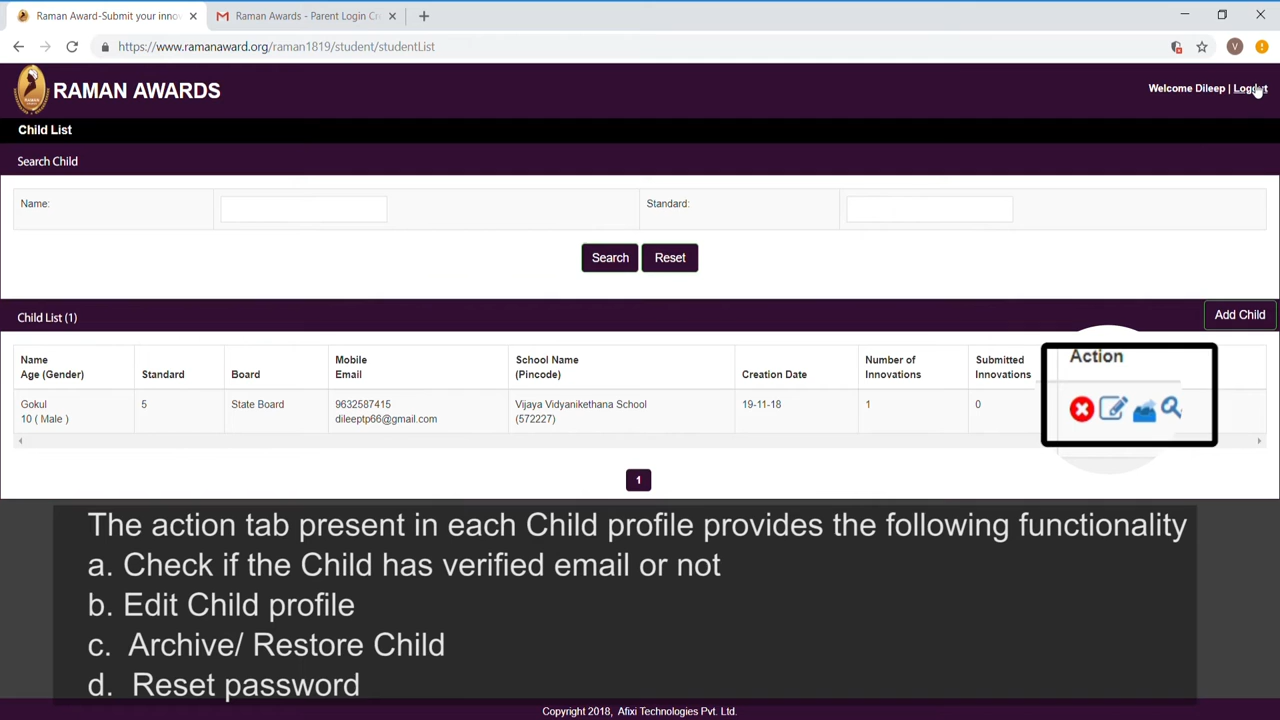 Raman Award-Submit your innov
Raman Awards - Parent Login Cr
https://www.ramanaward.org/raman1819/student/studentList
V
RAMAN AWARDS
Welcome Dileep | Logout
Child List
Search Child
Name:
Standard:
Search
Reset
Child List (1)
Add Child
Name
Age (Gender)
Standard
Board
Mobile
Email
School Name
(Pincode)
Creation Date
Number of
Innovations
Submitted
Innovations
Action
Gokul
10 ( Male )
5
State Board
9632587415
dileeptp66@gmail.com
Vijaya Vidyanikethana School
(572227)
19-11-18
1
0
1
The action tab present in each Child profile provides the following functionality
a. Check if the Child has verified email or not
b. Edit Child profile
c. Archive/ Restore Child
d. Reset password
Copyright 2018, Afixi Technologies Pvt. Ltd.